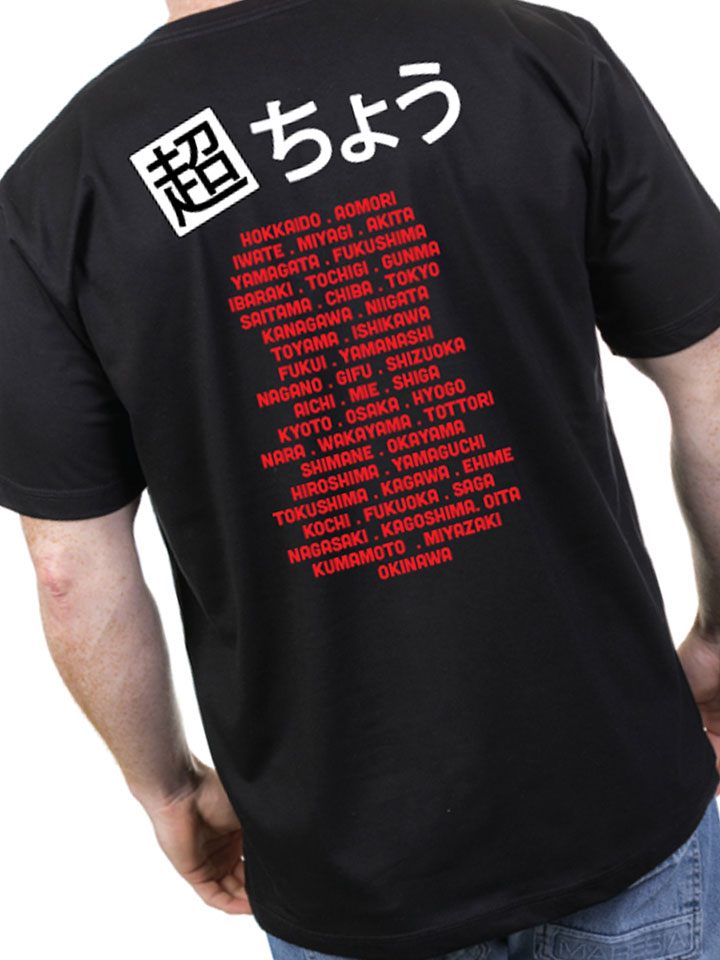 超 ちょう
HOKKAIDO . AOMORI
IWATE . MIYAGI . AKITA
YAMAGATA . FUKUSHIMA
IBARAKI . TOCHIGI . GUNMA
SAITAMA . CHIBA . TOKYO
KANAGAWA . NIIGATA
TOYAMA . ISHIKAWA
FUKUI . YAMANASHI
NAGANO . GIFU . SHIZUOKA
AICHI . MIE . SHIGA
KYOTO . OSAKA . HYOGO
NARA . WAKAYAMA . TOTTORI
SHIMANE . OKAYAMA
HIROSHIMA . YAMAGUCHI
TOKUSHIMA . KAGAWA . EHIME
KOCHI . FUKUOKA . SAGA
NAGASAKI . KAGOSHIMA. OITA
KUMAMOTO . MIYAZAKI
OKINAWA